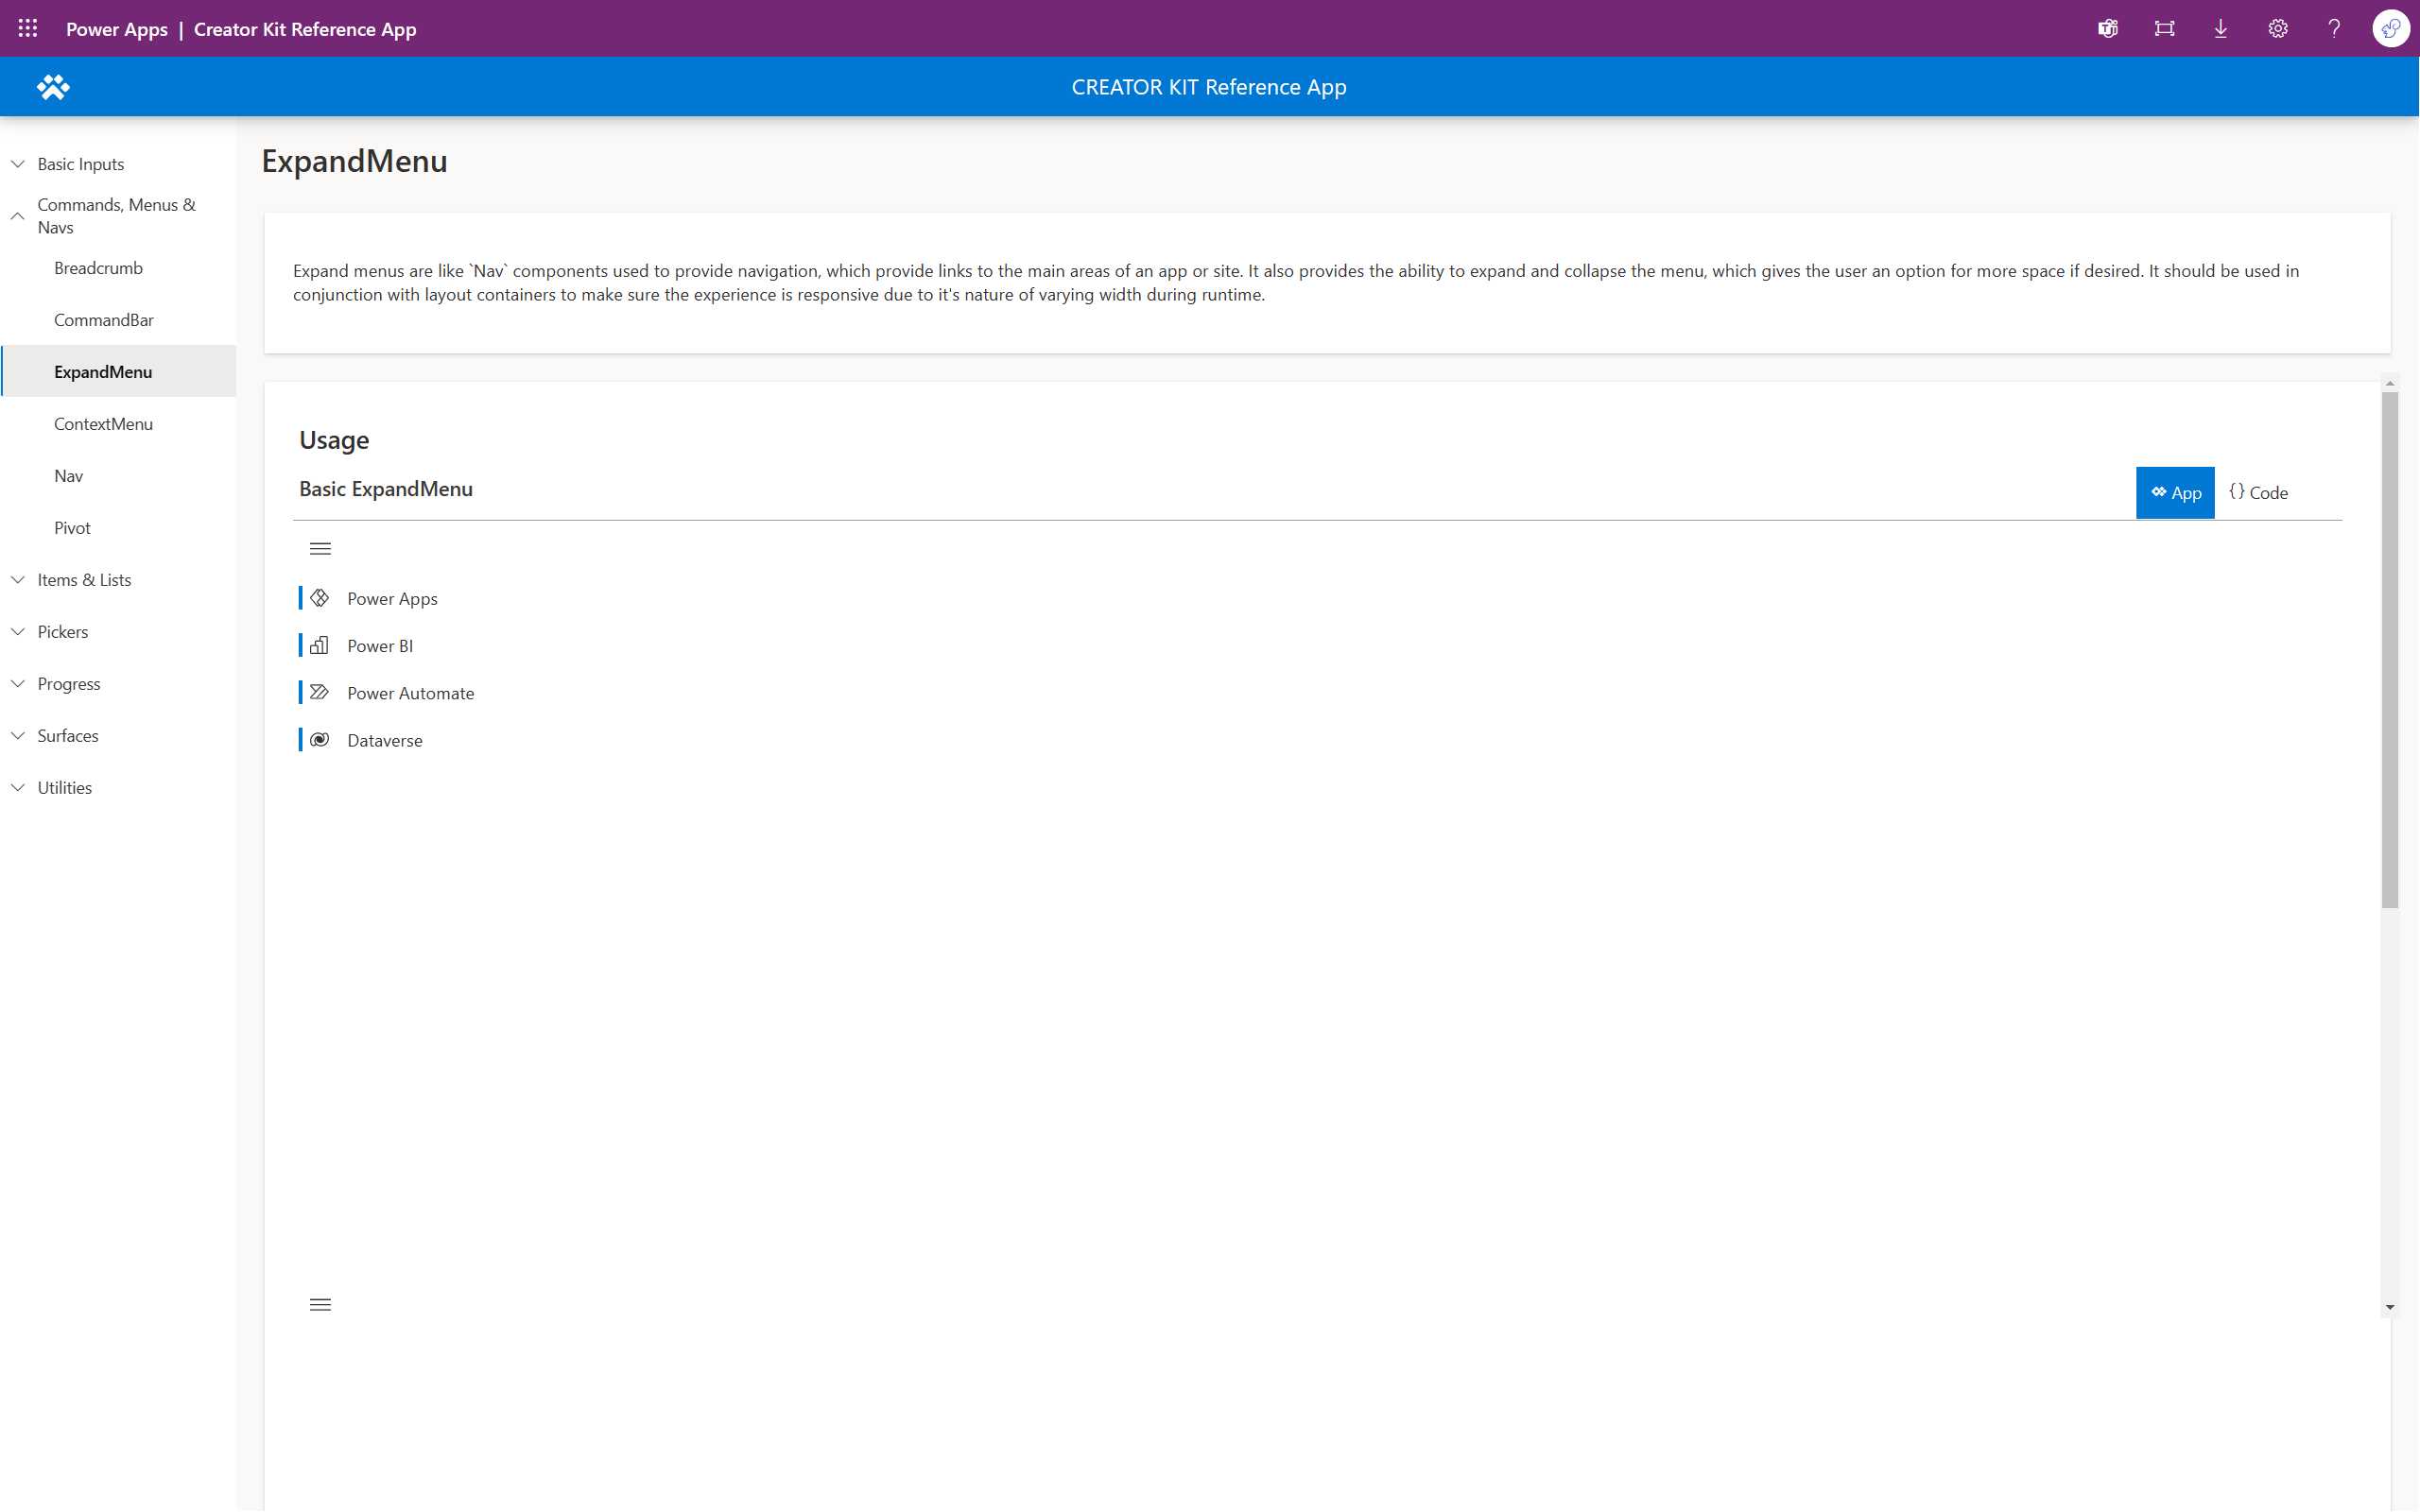 Power Apps | Creator Kit Reference App
CREATOR KIT Reference App
Basic Inputs
Commands, Menus &
Navs
Breadcrumb
CommandBar
ExpandMenu
ContextMenu
Nav
Pivot
Items & Lists
Pickers
Progress
Surfaces
Utilities
ExpandMenu
Expand menus are like `Nav` components used to provide navigation, which provide links to the main areas of an app or site. It also provides the ability to expand and collapse the menu, which gives the user an option for more space if desired. It should be used in
conjunction with layout containers to make sure the experience is responsive due to it's nature of varying width during runtime.
Usage
Basic ExpandMenu
App
{} Code
Power Apps
Power BI
Power Automate
Dataverse